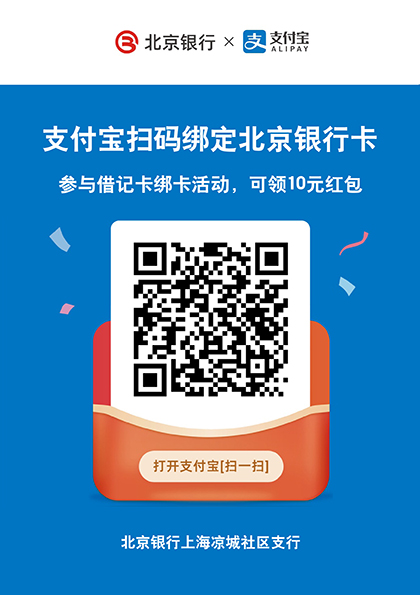 北京银行 × 支 支付宝
ALIPAY
支付宝扫码绑定北京银行卡
参与借记卡绑卡活动，可领10元红包
打开支付宝[扫一扫]
北京银行上海凉城社区支行